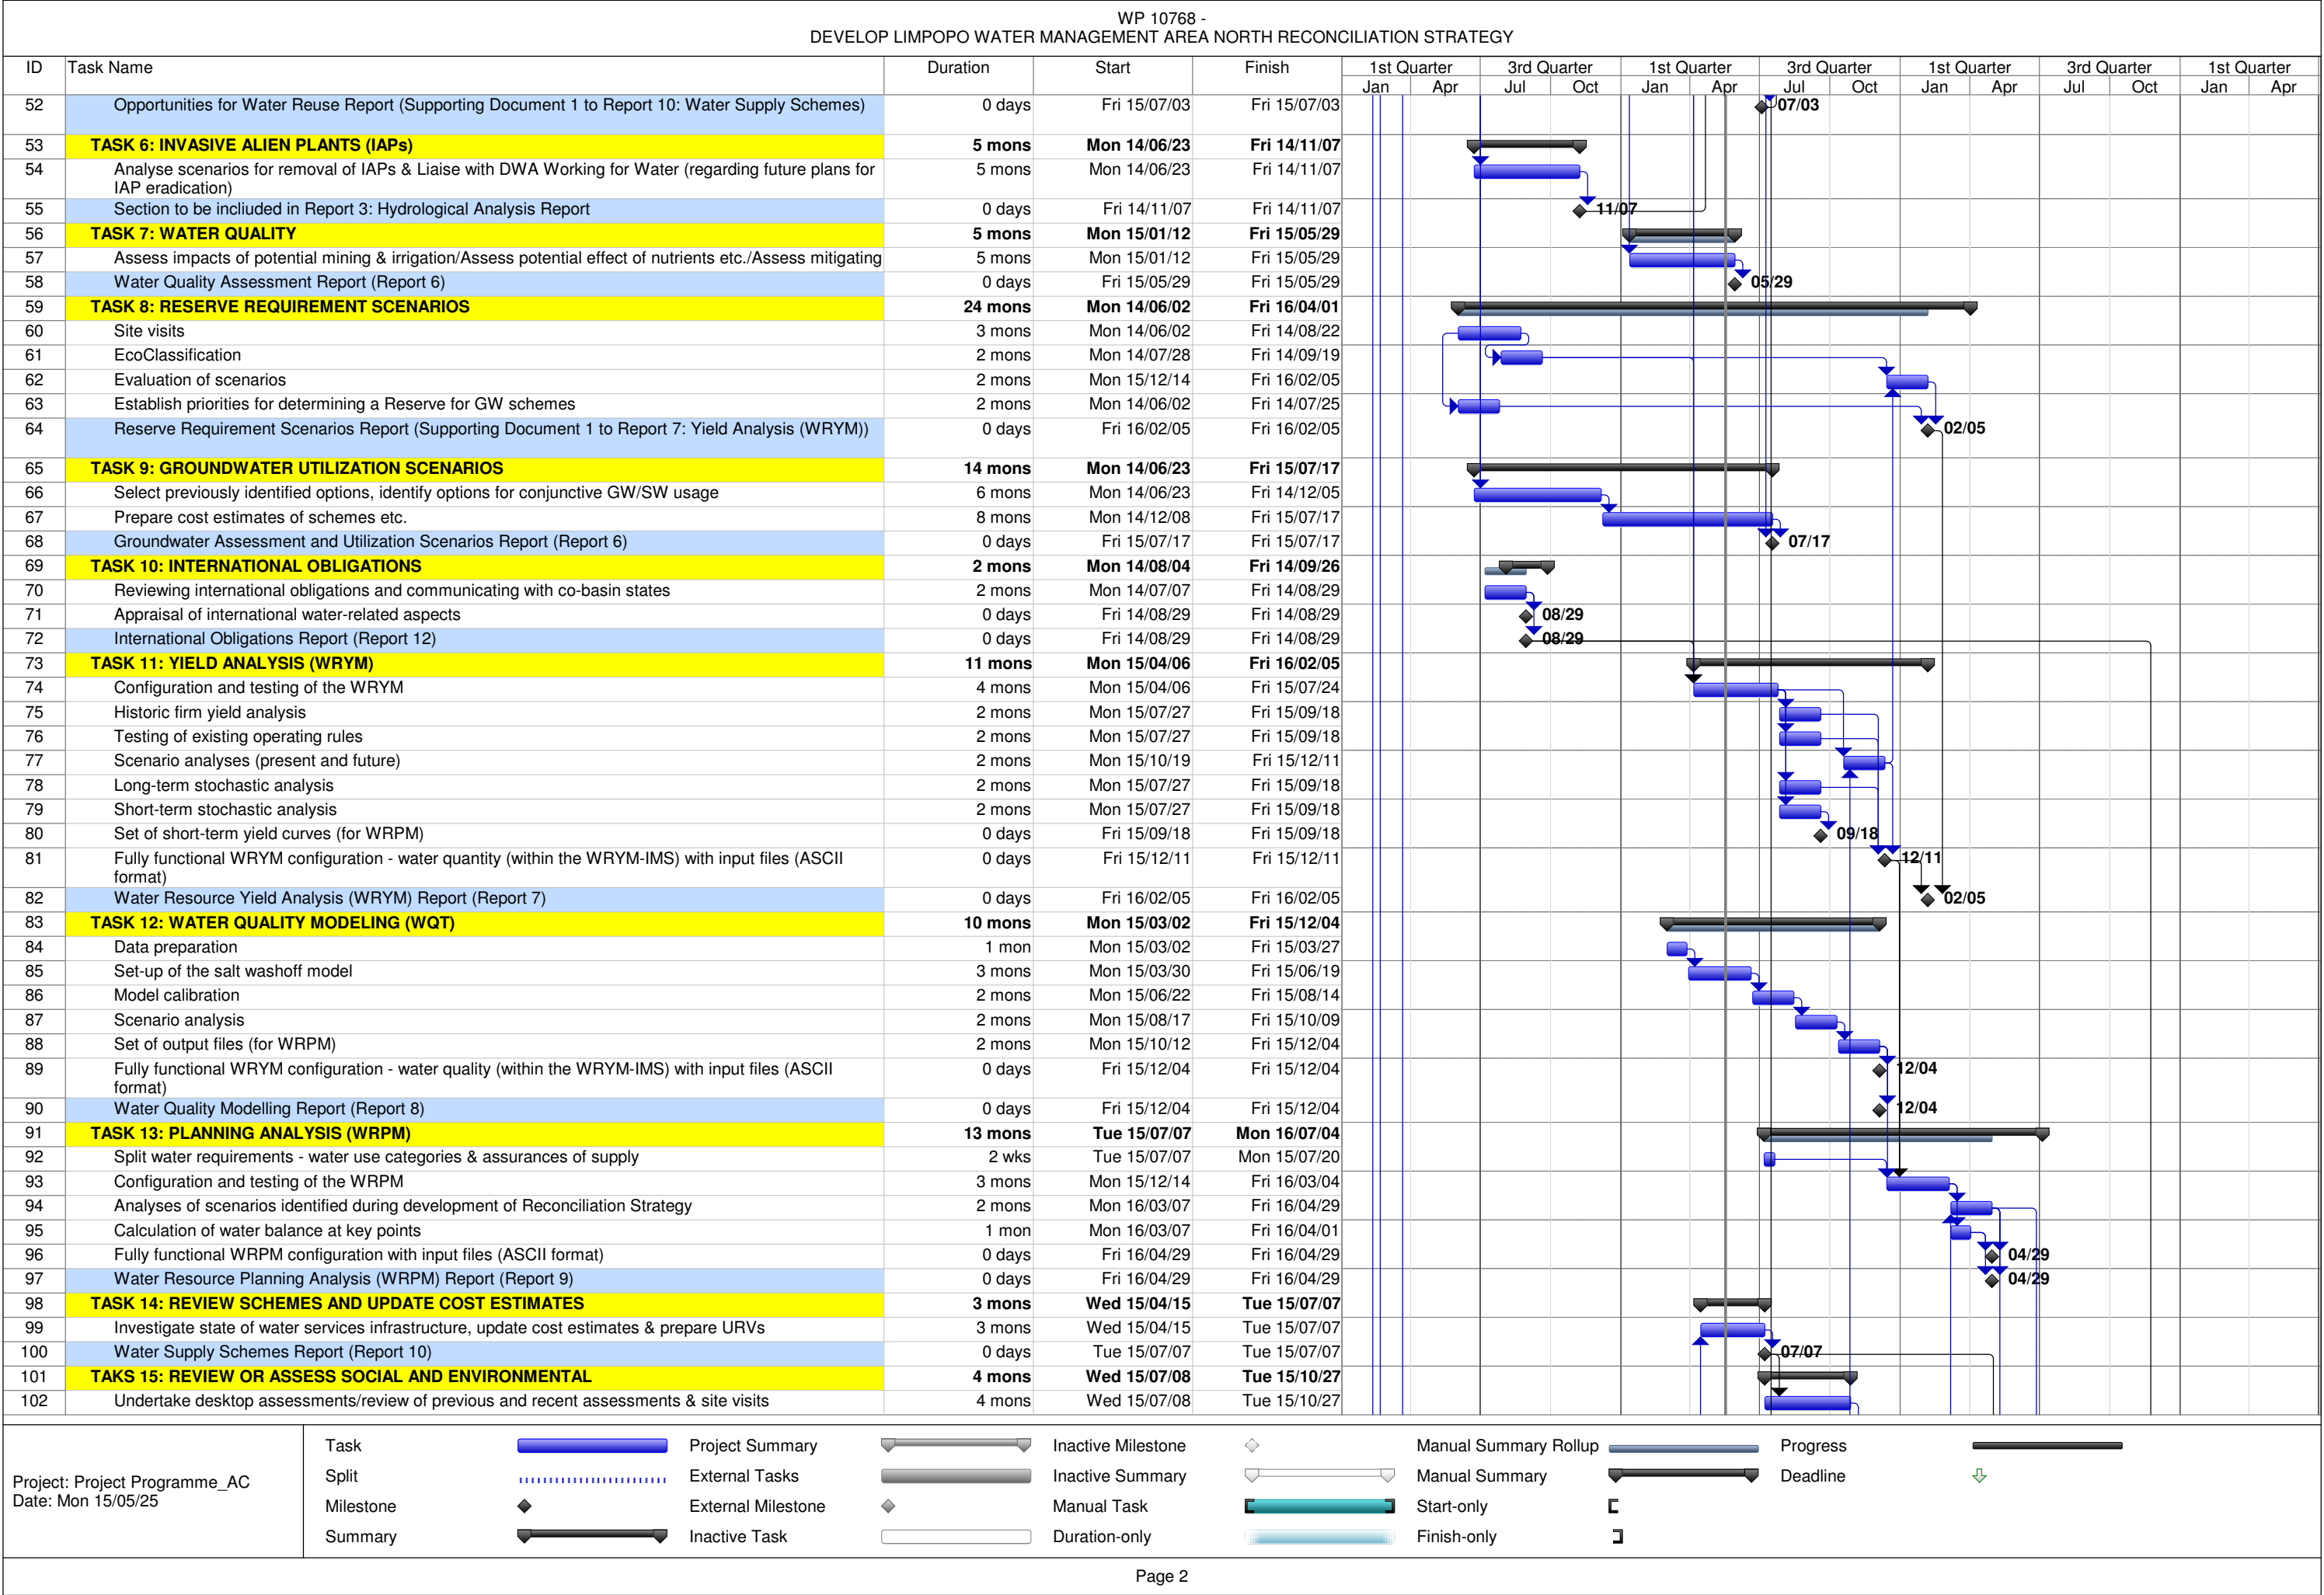 WP 10768 -
DEVELOP LIMPOPO WATER MANAGEMENT AREA NORTH RECONCILIATION STRATEGY
ID Task Name Duration Start Finish 1st Quarter 3rd Quarter 1st Quarter 3rd Quarter 1st Quarter 3rd Quarter 1st Quarter
Jan Apr Jul Oct Jan Apr Jul Oct Jan Apr Jul Oct Jan Apr
52 Opportunities for Water Reuse Report (Supporting Document 1 to Report 10: Water Supply Schemes) 0 days Fri 15/07/03 Fri 15/07/03 07/03
53 TASK 6: INVASIVE ALIEN PLANTS (IAPs) 5 mons Mon 14/06/23 Fri 14/11/07
54 Analyse scenarios for removal of IAPs & Liaise with DWA Working for Water (regarding future plans for 5 mons Mon 14/06/23 Fri 14/11/07
IAP eradication)
55 Section to be incliuded in Report 3: Hydrological Analysis Report 0 days Fri 14/11/07 Fri 14/11/07 11/07
56 TASK 7: WATER QUALITY 5 mons Mon 15/01/12 Fri 15/05/29
57 Assess impacts of potential mining & irrigation/Assess potential effect of nutrients etc./Assess mitigating 5 mons Mon 15/01/12 Fri 15/05/29
58 Water Quality Assessment Report (Report 6) 0 days Fri 15/05/29 Fri 15/05/29 05/29
59 TASK 8: RESERVE REQUIREMENT SCENARIOS 24 mons Mon 14/06/02 Fri 16/04/01
60 Site visits 3 mons Mon 14/06/02 Fri 14/08/22
61 EcoClassification 2 mons Mon 14/07/28 Fri 14/09/19
62 Evaluation of scenarios 2 mons Mon 15/12/14 Fri 16/02/05
63 Establish priorities for determining a Reserve for GW schemes 2 mons Mon 14/06/02 Fri 14/07/25
64 Reserve Requirement Scenarios Report (Supporting Document 1 to Report 7: Yield Analysis (WRYM)) 0 days Fri 16/02/05 Fri 16/02/05 02/05
65 TASK 9: GROUNDWATER UTILIZATION SCENARIOS 14 mons Mon 14/06/23 Fri 15/07/17
66 Select previously identified options, identify options for conjunctive GW/SW usage 6 mons Mon 14/06/23 Fri 14/12/05
67 Prepare cost estimates of schemes etc. 8 mons Mon 14/12/08 Fri 15/07/17
68 Groundwater Assessment and Utilization Scenarios Report (Report 6) 0 days Fri 15/07/17 Fri 15/07/17 07/17
69 TASK 10: INTERNATIONAL OBLIGATIONS 2 mons Mon 14/08/04 Fri 14/09/26
70 Reviewing international obligations and communicating with co-basin states 2 mons Mon 14/07/07 Fri 14/08/29
71 Appraisal of international water-related aspects 0 days Fri 14/08/29 Fri 14/08/29 08/29
72 International Obligations Report (Report 12) 0 days Fri 14/08/29 Fri 14/08/29 08/29
73 TASK 11: YIELD ANALYSIS (WRYM) 11 mons Mon 15/04/06 Fri 16/02/05
74 Configuration and testing of the WRYM 4 mons Mon 15/04/06 Fri 15/07/24
75 Historic firm yield analysis 2 mons Mon 15/07/27 Fri 15/09/18
76 Testing of existing operating rules 2 mons Mon 15/07/27 Fri 15/09/18
77 Scenario analyses (present and future) 2 mons Mon 15/10/19 Fri 15/12/11
78 Long-term stochastic analysis 2 mons Mon 15/07/27 Fri 15/09/18
79 Short-term stochastic analysis 2 mons Mon 15/07/27 Fri 15/09/18
80 Set of short-term yield curves (for WRPM) 0 days Fri 15/09/18 Fri 15/09/18 09/18
81 Fully functional WRYM configuration - water quantity (within the WRYM-IMS) with input files (ASCII 0 days Fri 15/12/11 Fri 15/12/11 12/11
format)
82 Water Resource Yield Analysis (WRYM) Report (Report 7) 0 days Fri 16/02/05 Fri 16/02/05 02/05
83 TASK 12: WATER QUALITY MODELING (WQT) 10 mons Mon 15/03/02 Fri 15/12/04
84 Data preparation 1 mon Mon 15/03/02 Fri 15/03/27
85 Set-up of the salt washoff model 3 mons Mon 15/03/30 Fri 15/06/19
86 Model calibration 2 mons Mon 15/06/22 Fri 15/08/14
87 Scenario analysis 2 mons Mon 15/08/17 Fri 15/10/09
88 Set of output files (for WRPM) 2 mons Mon 15/10/12 Fri 15/12/04
89 Fully functional WRYM configuration - water quality (within the WRYM-IMS) with input files (ASCII 0 days Fri 15/12/04 Fri 15/12/04 12/04
format)
90 Water Quality Modelling Report (Report 8) 0 days Fri 15/12/04 Fri 15/12/04 12/04
91 TASK 13: PLANNING ANALYSIS (WRPM) 13 mons Tue 15/07/07 Mon 16/07/04
92 Split water requirements - water use categories & assurances of supply 2 wks Tue 15/07/07 Mon 15/07/20
93 Configuration and testing of the WRPM 3 mons Mon 15/12/14 Fri 16/03/04
94 Analyses of scenarios identified during development of Reconciliation Strategy 2 mons Mon 16/03/07 Fri 16/04/29
95 Calculation of water balance at key points 1 mon Mon 16/03/07 Fri 16/04/01
96 Fully functional WRPM configuration with input files (ASCII format) 0 days Fri 16/04/29 Fri 16/04/29 04/29
97 Water Resource Planning Analysis (WRPM) Report (Report 9) 0 days Fri 16/04/29 Fri 16/04/29 04/29
98 TASK 14: REVIEW SCHEMES AND UPDATE COST ESTIMATES 3 mons Wed 15/04/15 Tue 15/07/07
99 Investigate state of water services infrastructure, update cost estimates & prepare URVs 3 mons Wed 15/04/15 Tue 15/07/07
100 Water Supply Schemes Report (Report 10) 0 days Tue 15/07/07 Tue 15/07/07 07/07
101 TAKS 15: REVIEW OR ASSESS SOCIAL AND ENVIRONMENTAL 4 mons Wed 15/07/08 Tue 15/10/27
102 Undertake desktop assessments/review of previous and recent assessments & site visits 4 mons Wed 15/07/08 Tue 15/10/27
Project: Project Programme_AC
Date: Mon 15/05/25
Task Project Summary Inactive Milestone Manual Summary Rollup Progress
Split External Tasks Inactive Summary Manual Summary Deadline
Milestone External Milestone Manual Task Start-only
Summary Inactive Task Duration-only Finish-only
Page 2